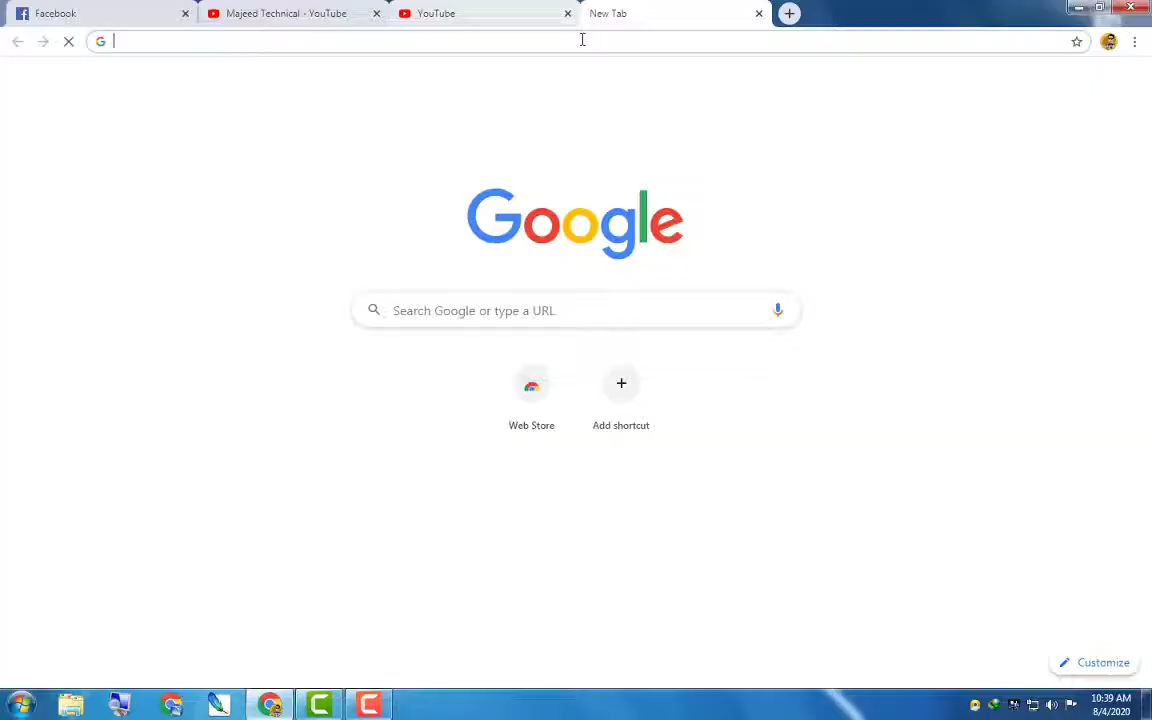 Facebook
Majeed Technical - YouTube
YouTube
New Tab
Google
Search Google or type a URL
Web Store
Add shortcut
Customize
10:39 AM
8/4/2020